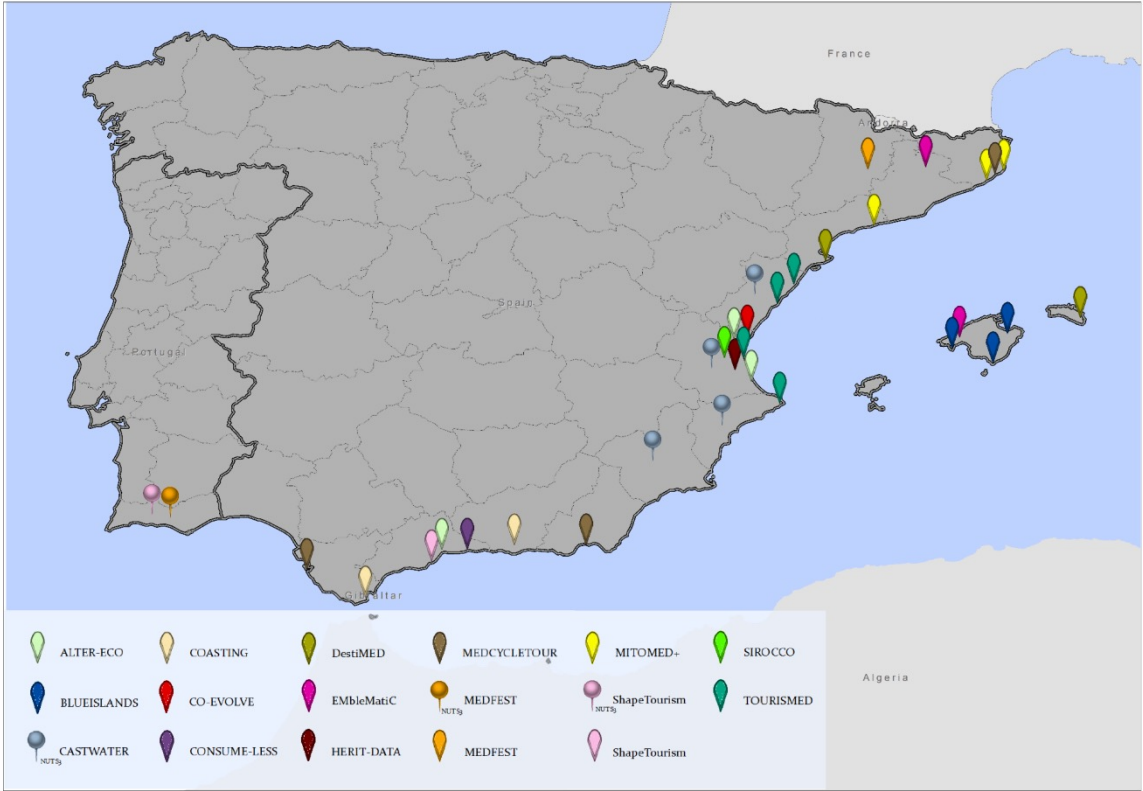 France
Andorra
Spain
Portugal
Gibraltar
ALTER-ECO COASTING DestiMED MEDCYCLETOUR MITOMED+ SIROCCO
Algeria
BLUEISLANDS CO-EVOLVE EMbleMatiC NUTS3 MEDFEST NUTS3 ShapeTourism TOURISMED
NUTS3 CASTWATER CONSUME-LESS HERIT-DATA MEDFEST ShapeTourism